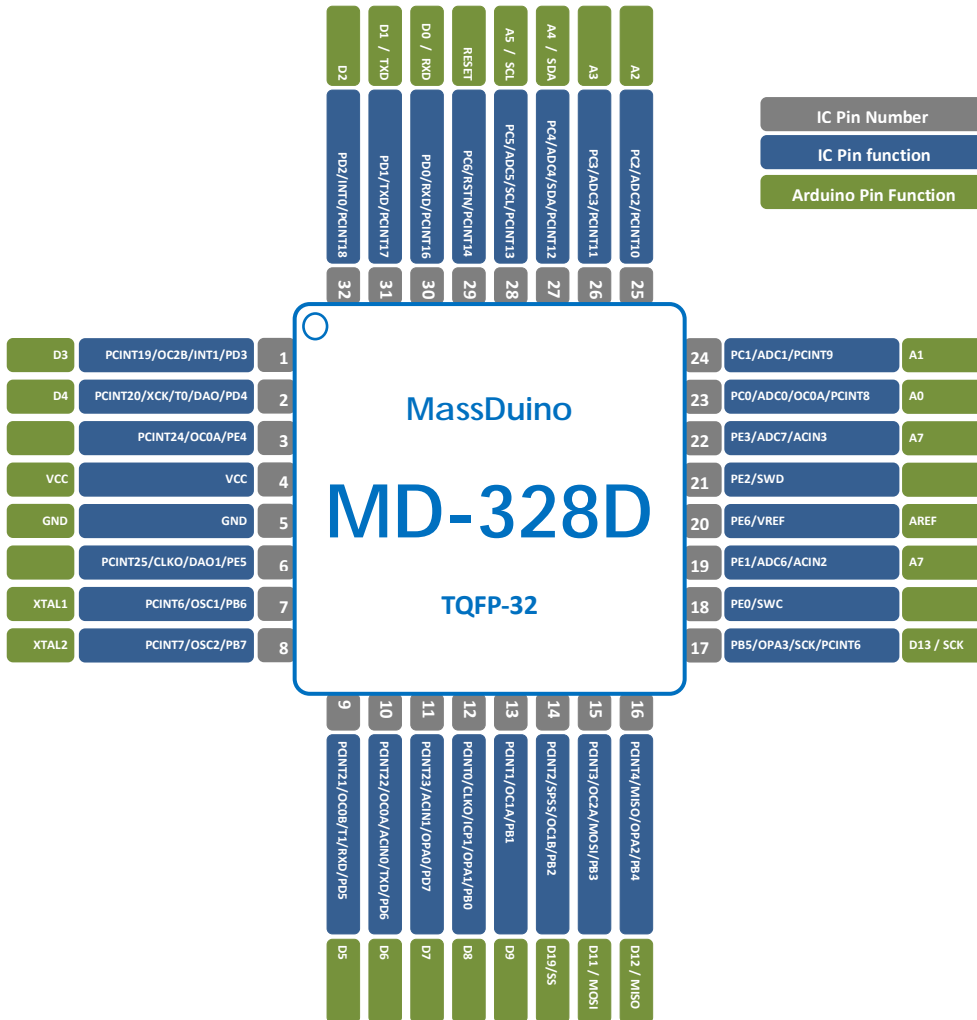 D2
D1 / TXD
D0 / RXD
RESET
A5 / SCL
A4 / SDA
A3
A2
PD2/INT0/PCINT18
PD1/TXD/PCINT17
PD0/RXD/PCINT16
PC6/RSTN/PCINT14
PC5/ADC5/SCL/PCINT13
PC4/ADC4/SDA/PCINT12
PC3/ADC3/PCINT11
PC2/ADC2/PCINT10
32
31
30
29
28
27
26
25
IC Pin Number
IC Pin function
Arduino Pin Function
D3 PCINT19/OC2B/INT1/PD3 1
D4 PCINT20/XCK/T0/DAO/PD4 2
PCINT24/OC0A/PE4 3
VCC VCC 4
GND GND 5
PCINT25/CLKO/DAO1/PE5 6
XTAL1 PCINT6/OSC1/PB6 7
XTAL2 PCINT7/OSC2/PB7 8
MassDuino
MD-328D
TQFP-32
24 PC1/ADC1/PCINT9 A1
23 PC0/ADC0/OC0A/PCINT8 A0
22 PE3/ADC7/ACIN3 A7
21 PE2/SWD
20 PE6/VREF AREF
19 PE1/ADC6/ACIN2 A7
18 PE0/SWC
17 PB5/OPA3/SCK/PCINT6 D13 / SCK
9
10
11
12
13
14
15
16
PCINT21/OC0B/T1/RXD/PD5
PCINT22/OC0A/ACIN0/TXD/PD6
PCINT23/ACIN1/OPA0/PD7
PCINT0/CLKO/ICP1/OPA1/PB0
PCINT1/OC1A/PB1
PCINT2/SPSS/OC1B/PB2
PCINT3/OC2A/MOSI/PB3
PCINT4/MISO/OPA2/PB4
D5
D6
D7
D8
D9
D19/SS
D11 / MOSI
D12 / MISO